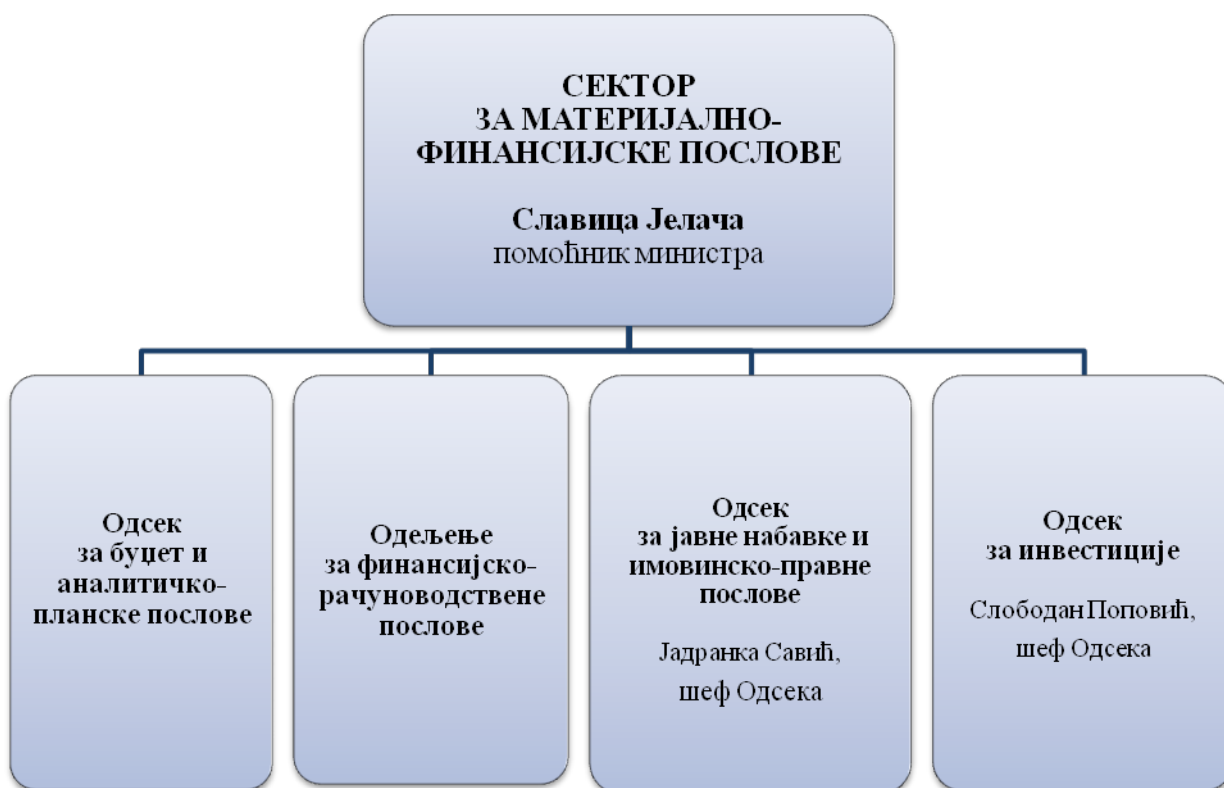 СЕКТОР
ЗА МАТЕРИЈАЛНО-
ФИНАНСИЈСКЕ ПОСЛОВЕ
Славица Јелача
помоћник министра
Одсек
за буџет и
аналитичко-
планске послове
Одељење
за финансијско-
рачуноводствене
послове
Одсек
за јавне набавке и
имовинско-правне
послове
Јадранка Савић,
шеф Одсека
Одсек
за инвестиције
Слободан Поповић,
шеф Одсека